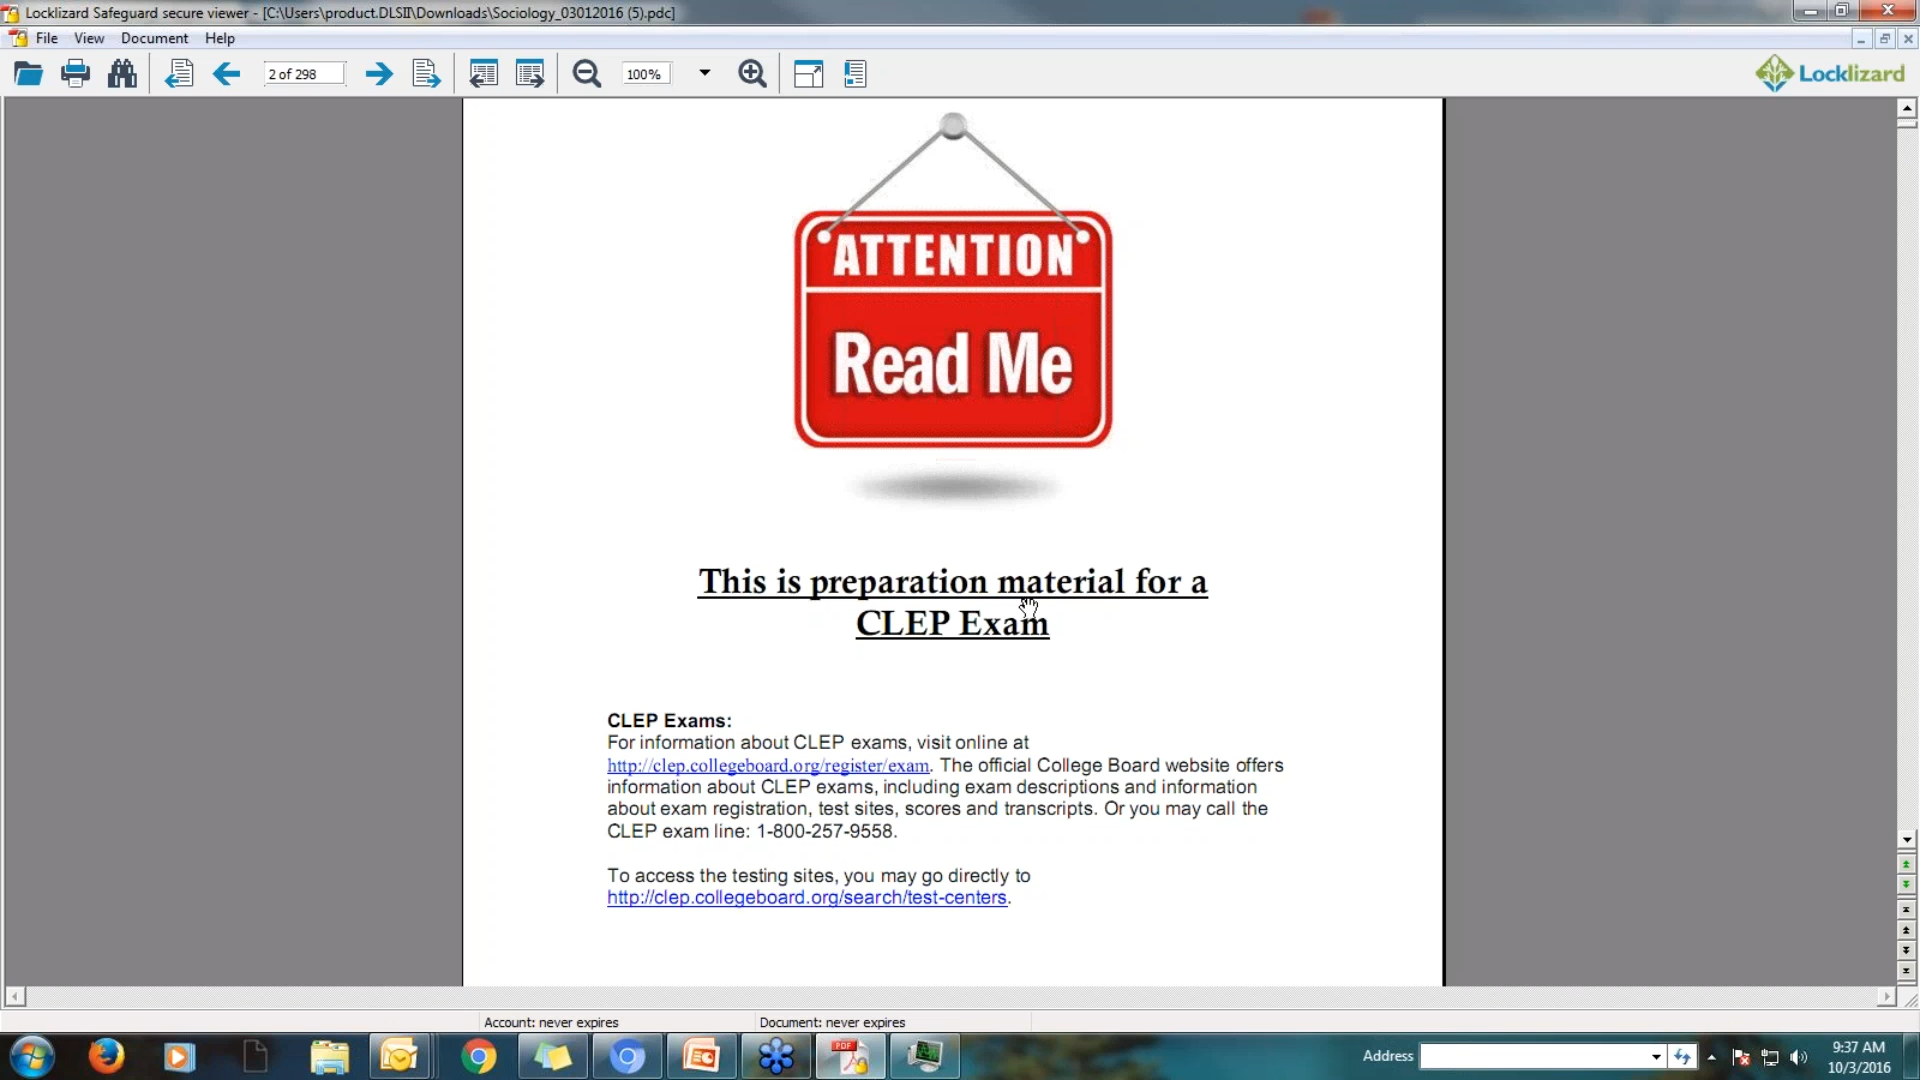 Locklizard Safeguard secure viewer - [C:\Users\product.DLSII\Downloads\Sociology_03012016 (5).pdc]
File View Document Help
2 of 298 100% Locklizard
ATTENTION
Read Me
This is preparation material for a
CLEP Exam
CLEP Exams:
For information about CLEP exams, visit online at
http://clep.collegeboard.org/register/exam. The official College Board website offers
information about CLEP exams, including exam descriptions and information
about exam registration, test sites, scores and transcripts. Or you may call the
CLEP exam line: 1-800-257-9558.
To access the testing sites, you may go directly to
http://clep.collegeboard.org/search/test-centers.
Account: never expires Document: never expires
PDF
Address
9:37 AM
10/3/2016